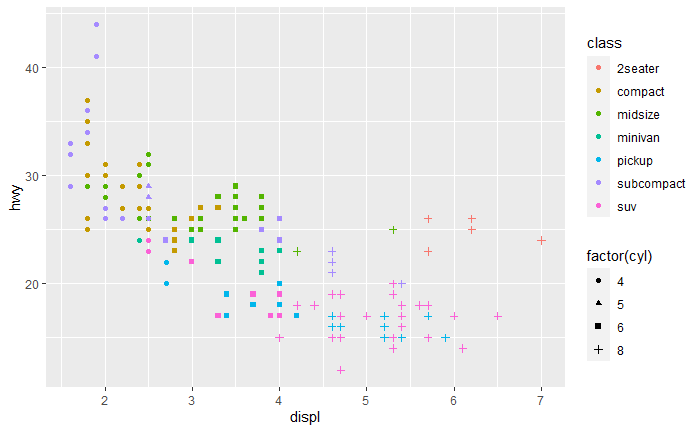 40
30
20
hwy
2
3
4
5
6
7
displ
class
2seater
compact
midsize
minivan
pickup
subcompact
suv
factor(cyl)
4
5
6
8